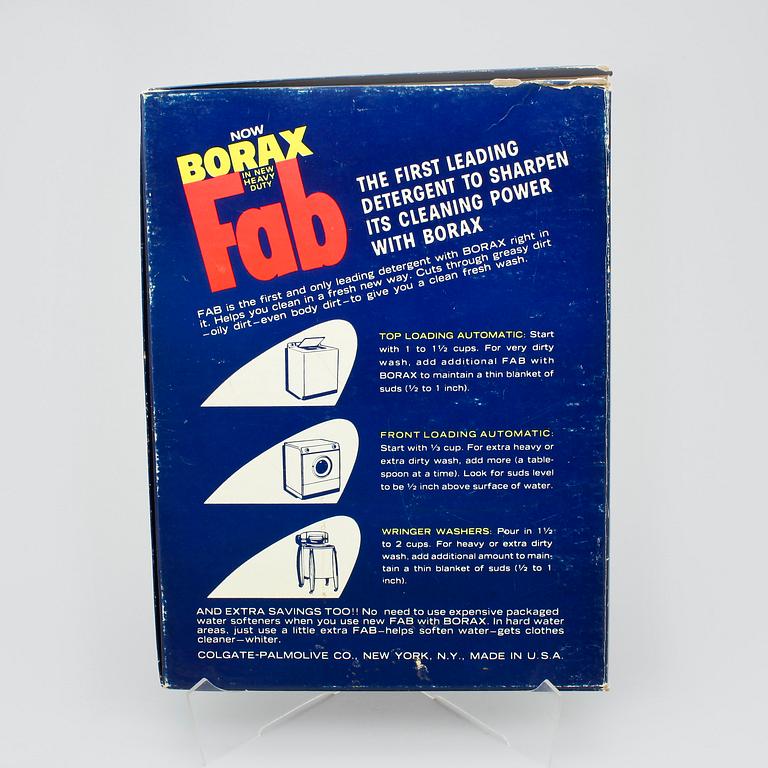 NOW
BORAX
IN NEW
HEAVY
DUTY
Fab
THE FIRST LEADING
DETERGENT TO SHARPEN
ITS CLEANING POWER
WITH BORAX
FAB is the first and only leading detergent with BORAX right in
it. Helps you clean in a fresh new way. Cuts through greasy dirt
-oily dirt-even body dirt-to give you a clean fresh wash.
TOP LOADING AUTOMATIC: Start
with 1 to 1½ cups. For very dirty
wash, add additional FAB with
BORAX to maintain a thin blanket of
suds (½ to 1 inch).
FRONT LOADING AUTOMATIC:
Start with ⅓ cup. For extra heavy or
extra dirty wash, add more (a table-
spoon at a time). Look for suds level
to be ½ inch above surface of water.
WRINGER WASHERS: Pour in 1½
to 2 cups. For heavy or extra dirty
wash, add additional amount to main-
tain a thin blanket of suds (½ to 1
inch).
AND EXTRA SAVINGS TOO!! No need to use expensive packaged
water softeners when you use new FAB with BORAX. In hard water
areas, just use a little extra FAB-helps soften water-gets clothes
cleaner-whiter.
COLGATE-PALMOLIVE CO., NEW YORK, N.Y., MADE IN U.S.A.